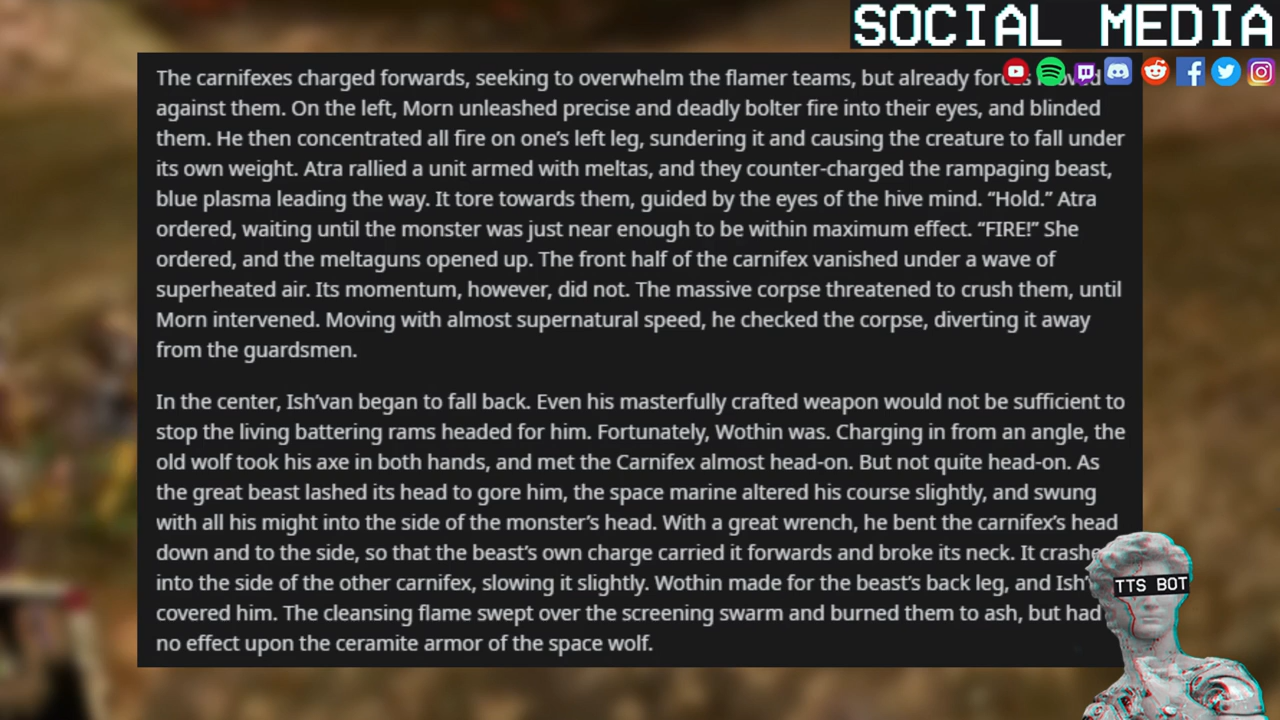 SOCIAL MEDIA
The carnifexes charged forwards, seeking to overwhelm the flamer teams, but already
against them. On the left, Morn unleashed precise and deadly bolter fire into their eyes, and blinded
them. He then concentrated all fire on one’s left leg, sundering it and causing the creature to fall under
its own weight. Atra rallied a unit armed with meltas, and they counter-charged the rampaging beast,
blue plasma leading the way. It tore towards them, guided by the eyes of the hive mind. “Hold.” Atra
ordered, waiting until the monster was just near enough to be within maximum effect. “FIRE!” She
ordered, and the meltaguns opened up. The front half of the carnifex vanished under a wave of
superheated air. Its momentum, however, did not. The massive corpse threatened to crush them, until
Morn intervened. Moving with almost supernatural speed, he checked the corpse, diverting it away
from the guardsmen.
In the center, Ish’van began to fall back. Even his masterfully crafted weapon would not be sufficient to
stop the living battering rams headed for him. Fortunately, Wothin was. Charging in from an angle, the
old wolf took his axe in both hands, and met the Carnifex almost head-on. But not quite head-on. As
the great beast lashed its head to gore him, the space marine altered his course slightly, and swung
with all his might into the side of the monster’s head. With a great wrench, he bent the carnifex’s head
down and to the side, so that the beast’s own charge carried it forwards and broke its neck. It
into the side of the other carnifex, slowing it slightly. Wothin made for the beast’s back leg, and
covered him. The cleansing flame swept over the screening swarm and burned them to ash, but had
no effect upon the ceramite armor of the space wolf.
TTS BOT